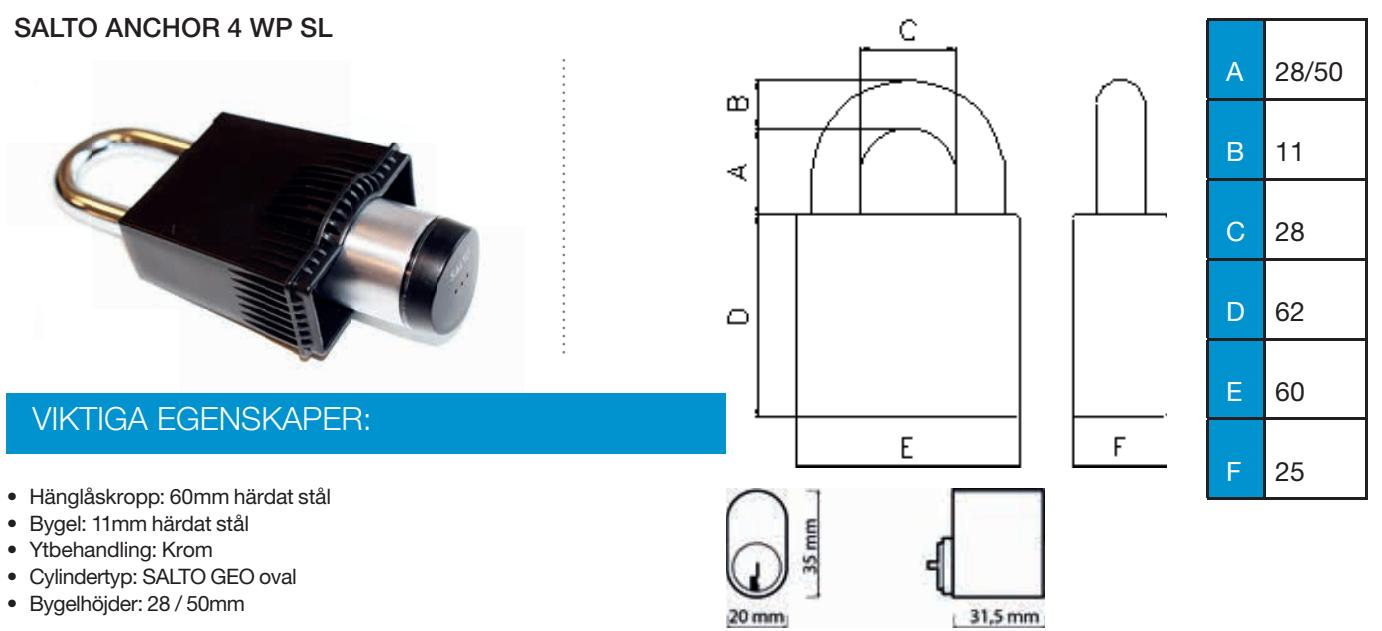 SALTO ANCHOR 4 WP SL
SALTO
VIKTIGA EGENSKAPER:
• Hänglåskropp: 60mm härdat stål
• Bygel: 11mm härdat stål
• Ytbehandling: Krom
• Cylindertyp: SALTO GEO oval
• Bygelhöjder: 28 / 50mm
C
B
A
D
E
F
35 mm
20 mm
31,5 mm
A 28/50
B 11
C 28
D 62
E 60
F 25